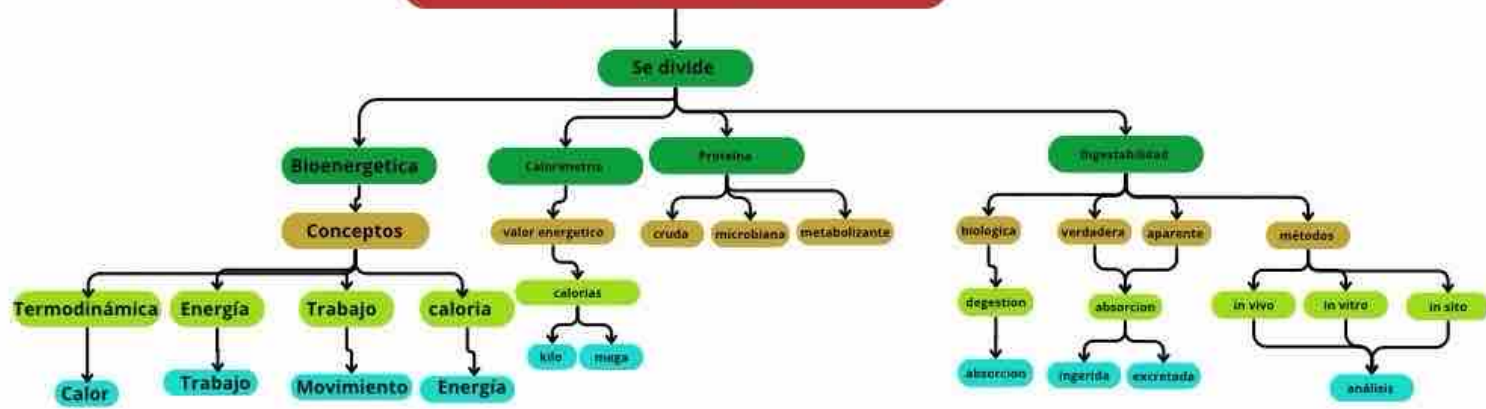 Se divide
Bioenergetica
Calorimetria
Proteina
Digestabilidad
Conceptos
valor energetico
cruda
microbiana
metabolizante
biologica
verdadera
aparente
métodos
Termodinámica
Energía
Trabajo
caloria
calorias
degestion
absorcion
in vivo
in vitro
in sito
Calor
Trabajo
Movimiento
Energía
kilo
mega
absorcion
ingerida
excretada
análisis